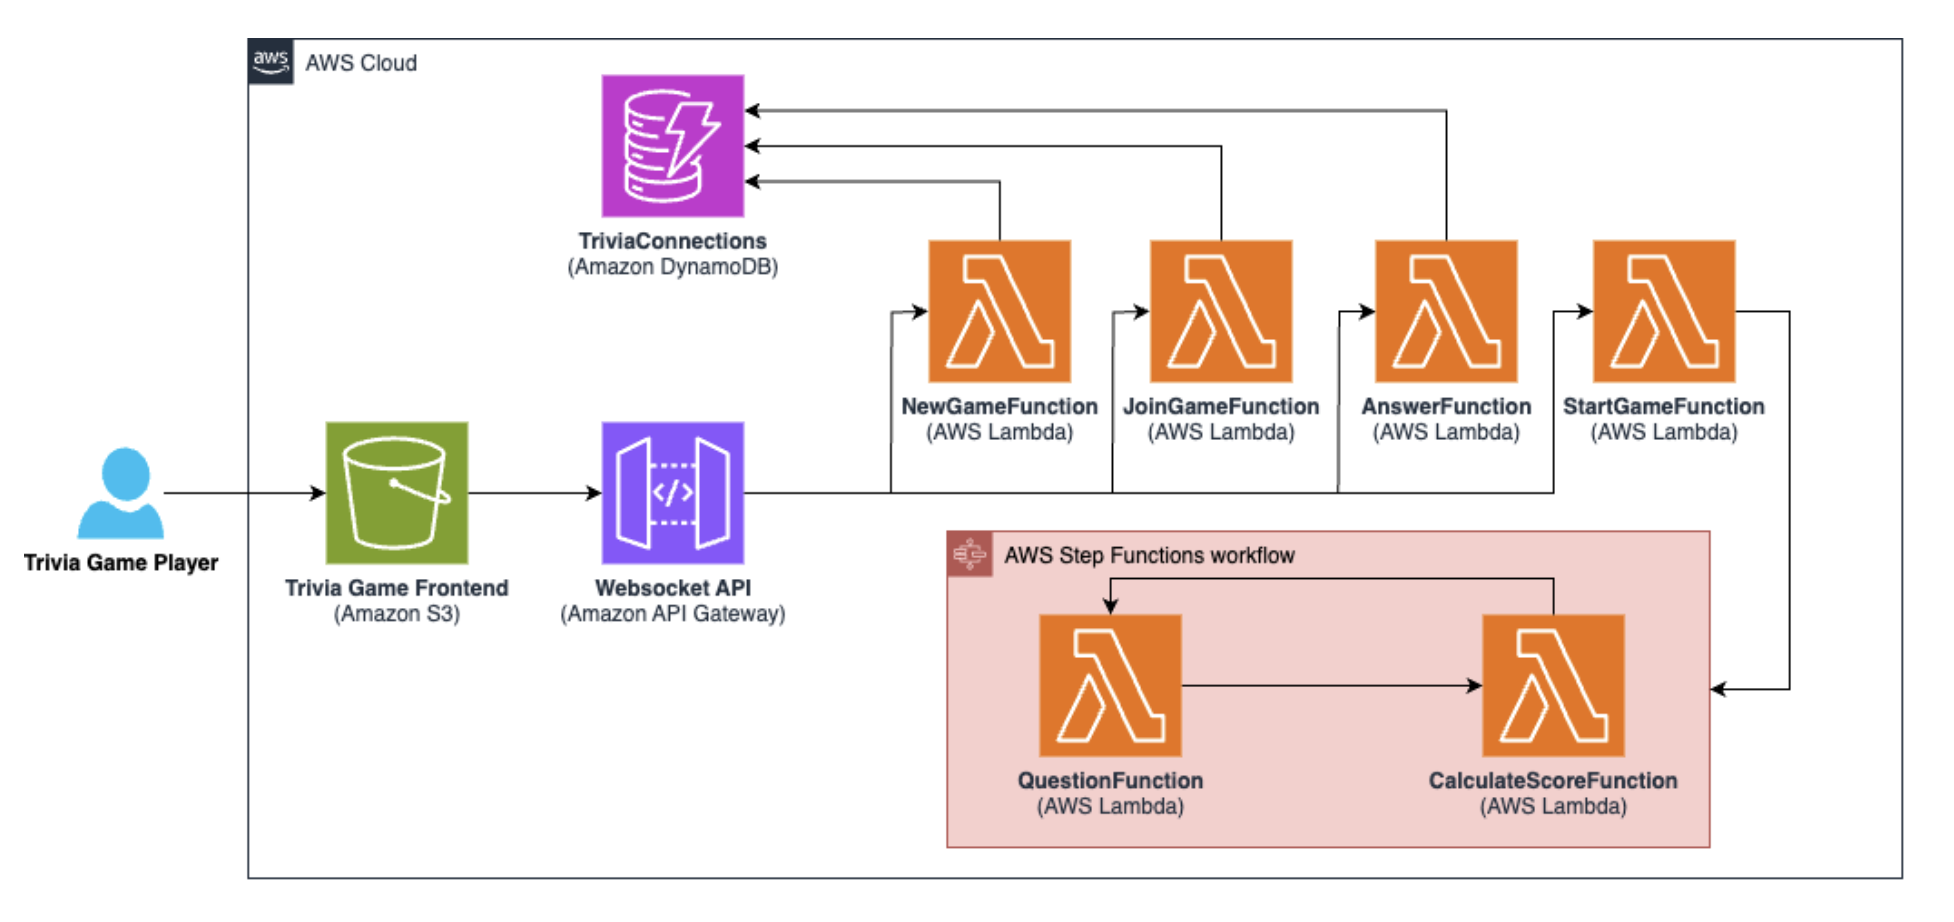 aws
AWS Cloud
TriviaConnections
(Amazon DynamoDB)
NewGameFunction
(AWS Lambda)
JoinGameFunction
(AWS Lambda)
AnswerFunction
(AWS Lambda)
StartGameFunction
(AWS Lambda)
Trivia Game Player
Trivia Game Frontend
(Amazon S3)
</>
Websocket API
(Amazon API Gateway)
AWS Step Functions workflow
QuestionFunction
(AWS Lambda)
CalculateScoreFunction
(AWS Lambda)